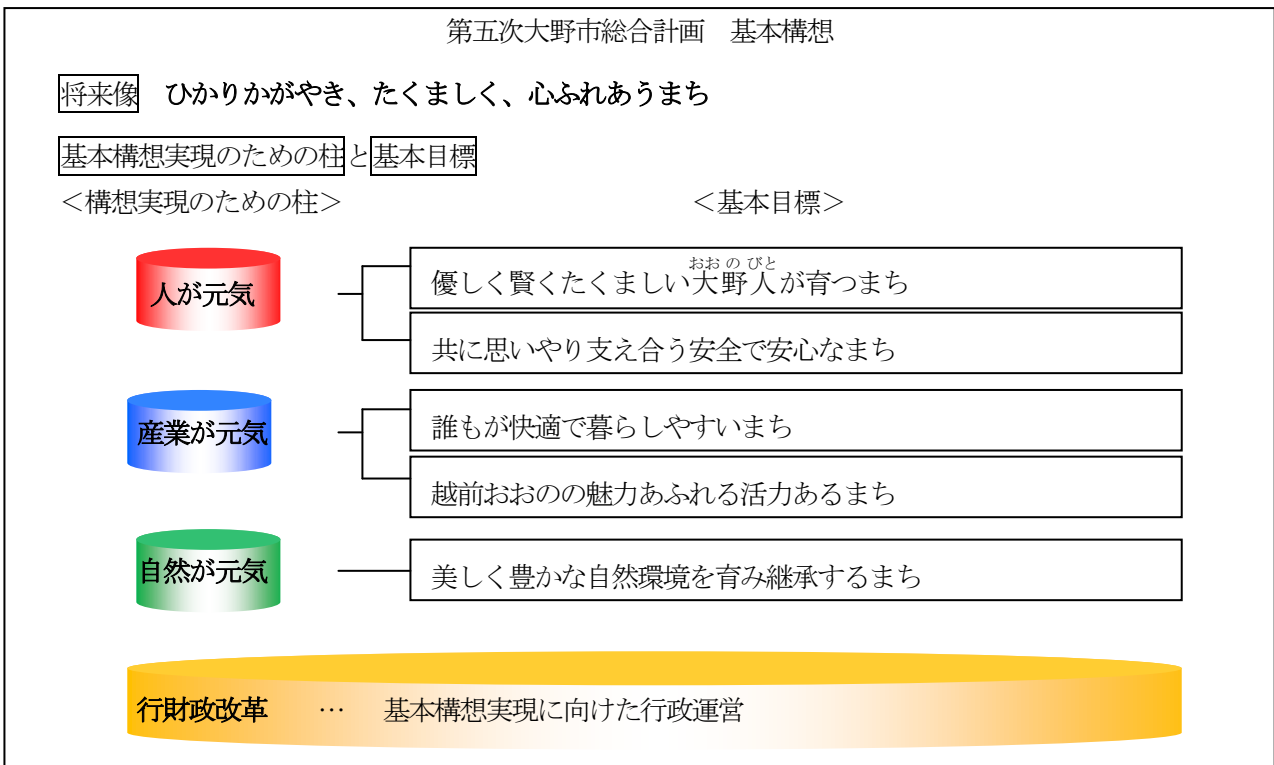 第五次大野市総合計画　基本構想
将来像　ひかりかがやき、たくましく、心ふれあうまち
基本構想実現のための柱と基本目標
＜構想実現のための柱＞　＜基本目標＞
人が元気
おおのびと
優しく賢くたくましい大野人が育つまち
共に思いやり支え合う安全で安心なまち
産業が元気
誰もが快適で暮らしやすいまち
越前おおのの魅力あふれる活力あるまち
自然が元気
美しく豊かな自然環境を育み継承するまち
行財政改革　…　基本構想実現に向けた行政運営